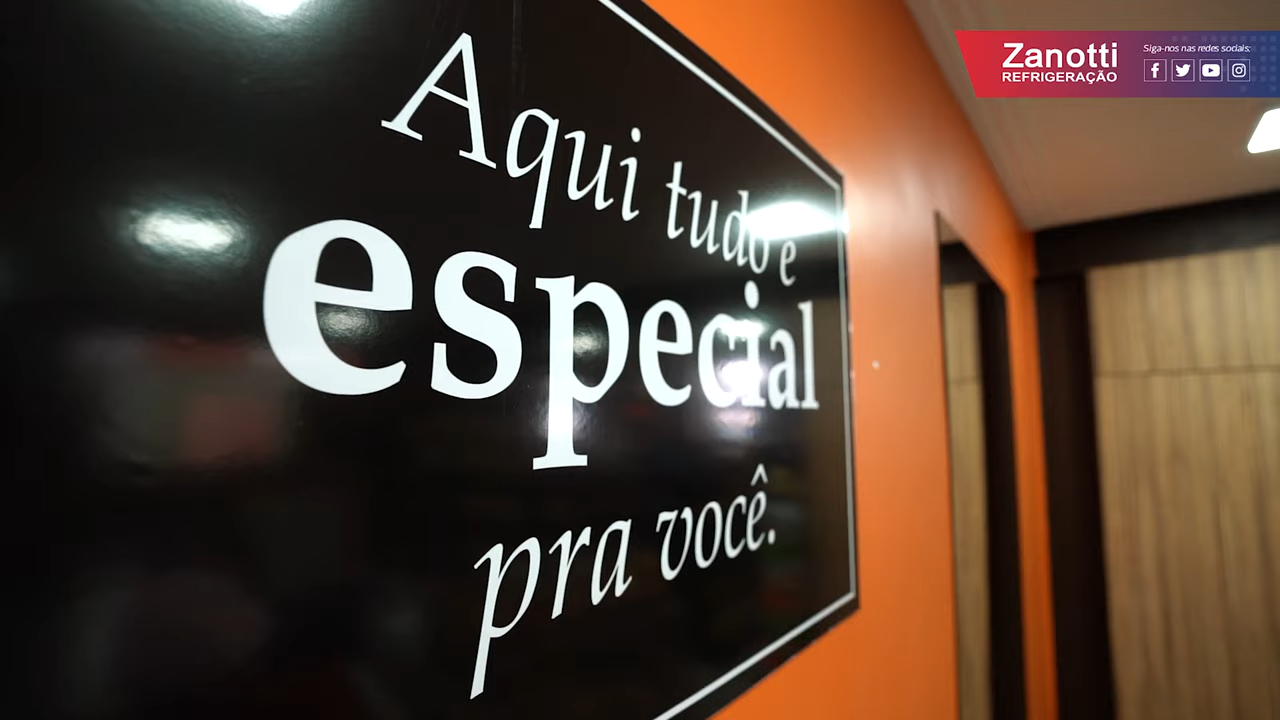 Aqui tudo é
especial
pra você.
Zanotti
REFRIGERAÇÃO
Siga-nos nas redes sociais: